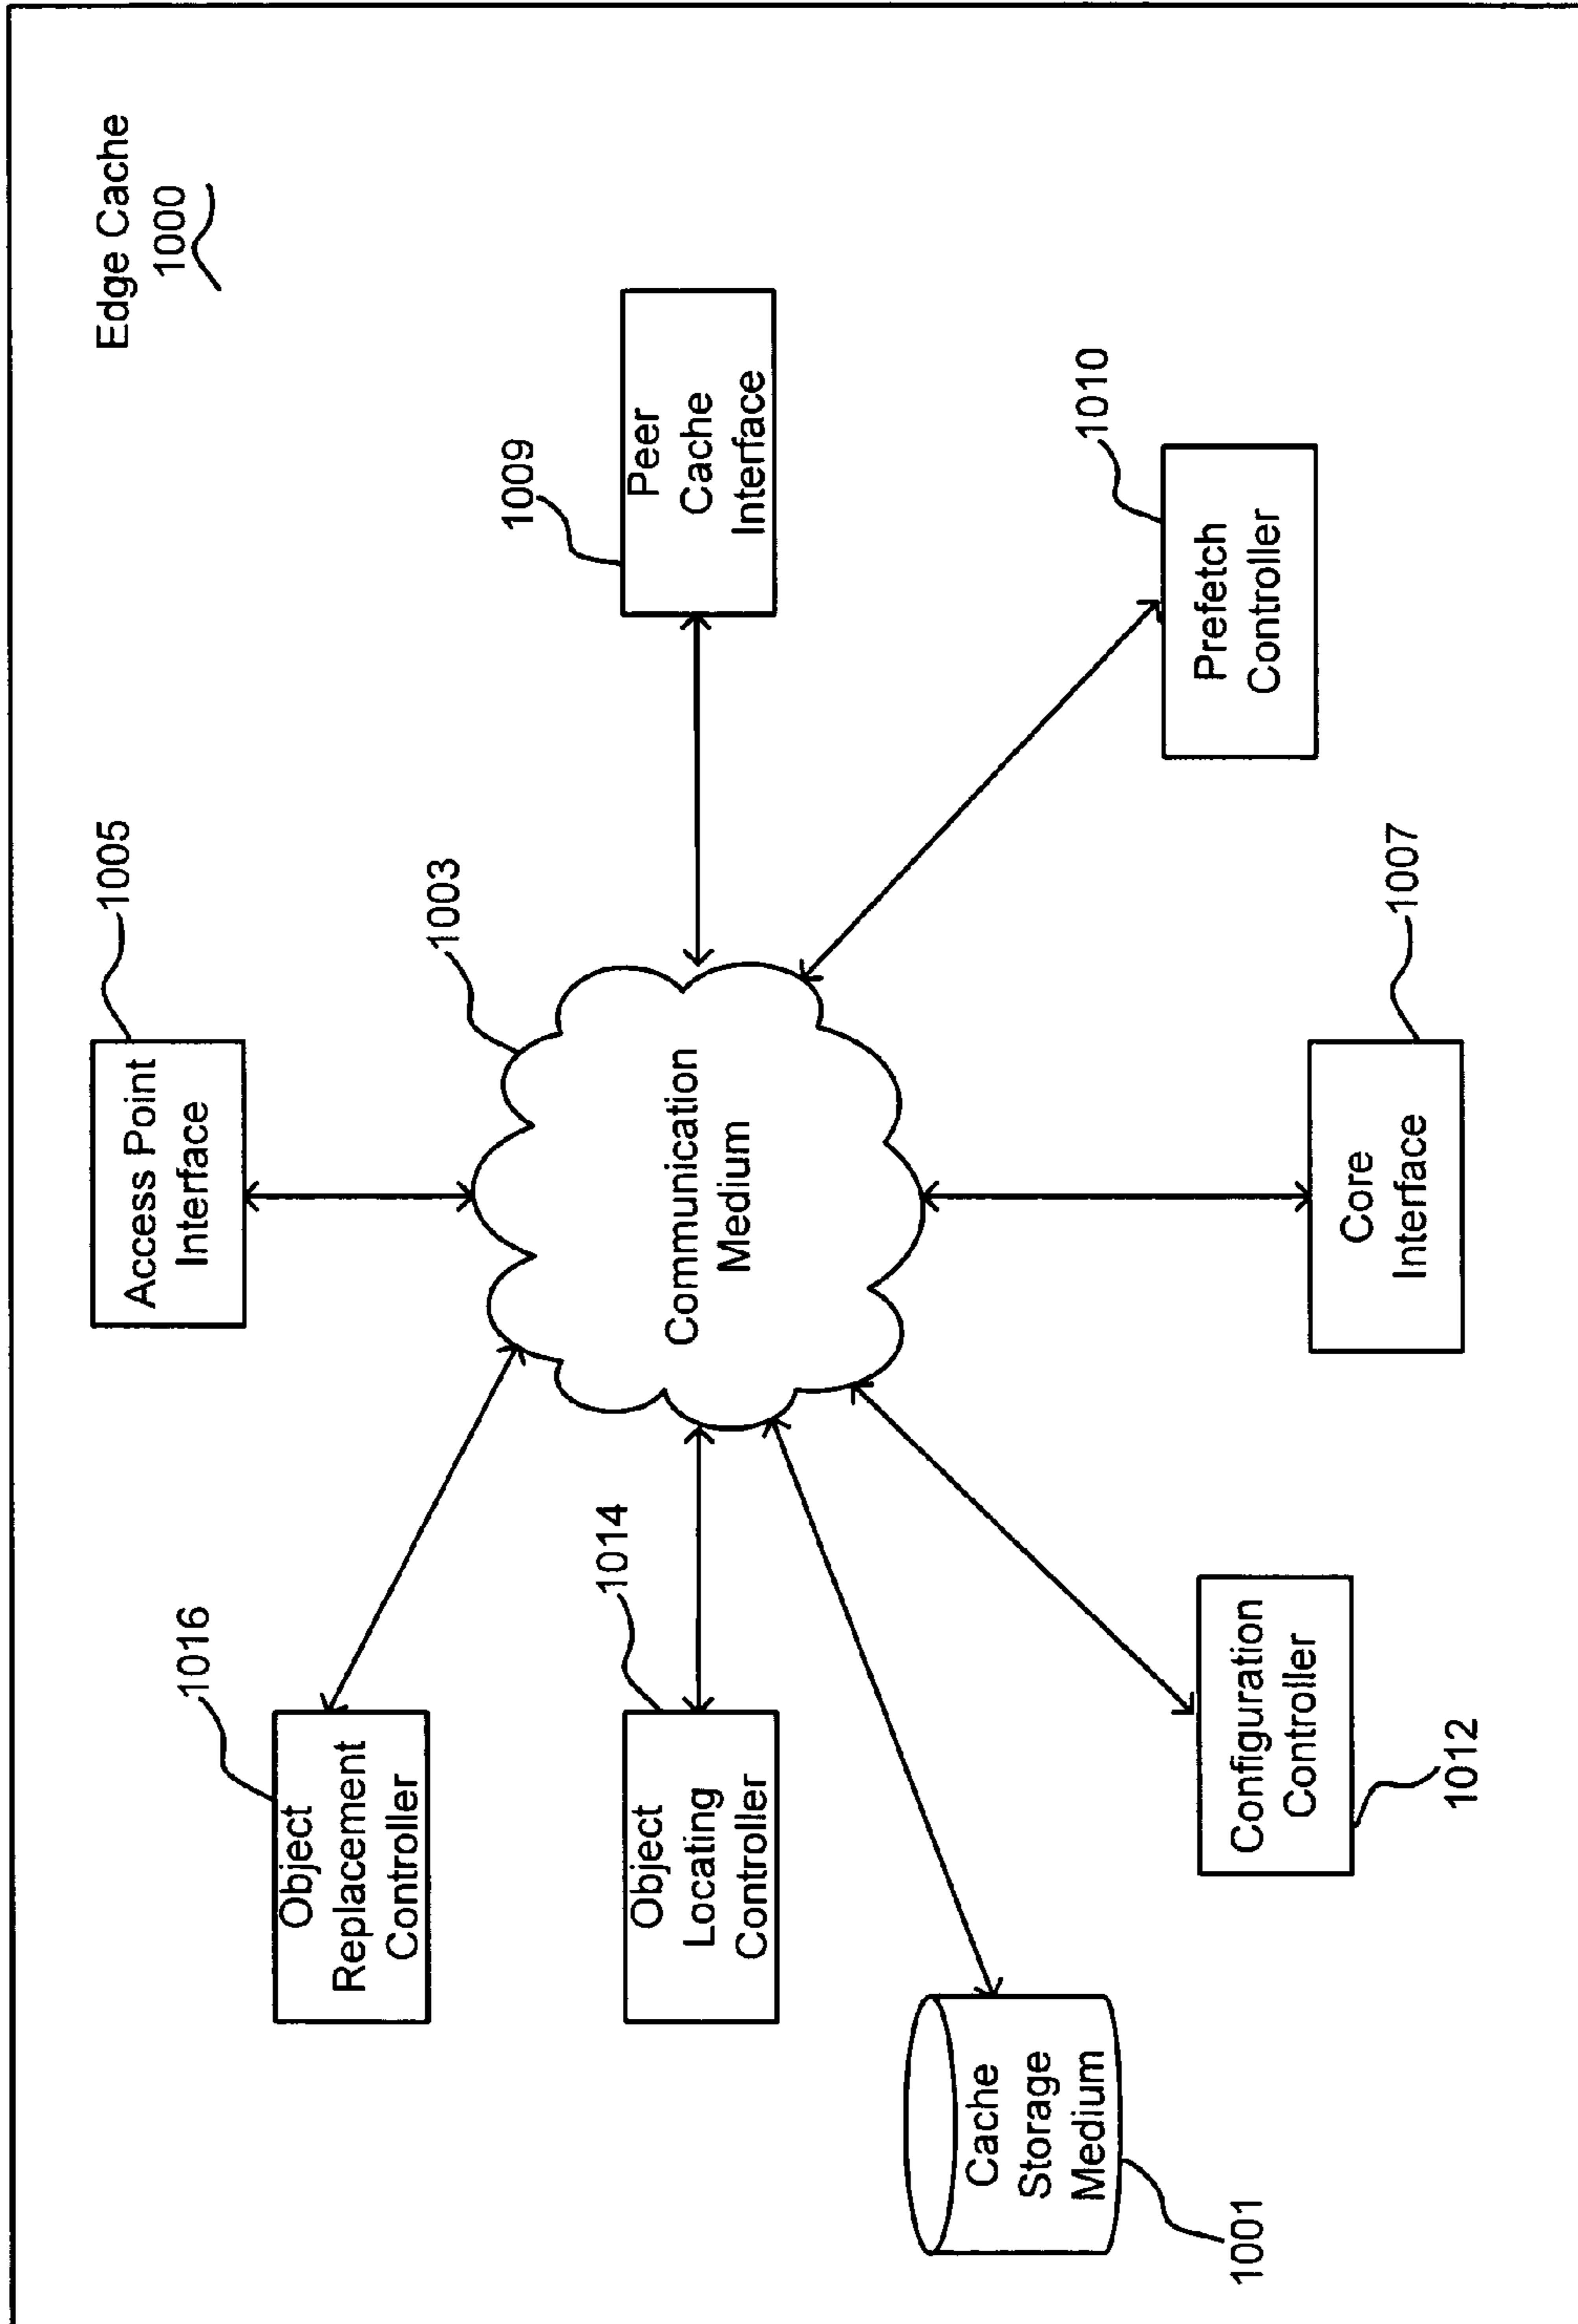 Edge Cache
1000
Access Point
Interface
1005
Object
Replacement
Controller
1016
1003
Communication
Medium
Peer
Cache
Interface
1009
Object
Locating
Controller
1014
Prefetch
Controller
1010
Cache
Storage
Medium
1001
Configuration
Controller
1012
Core
Interface
1007